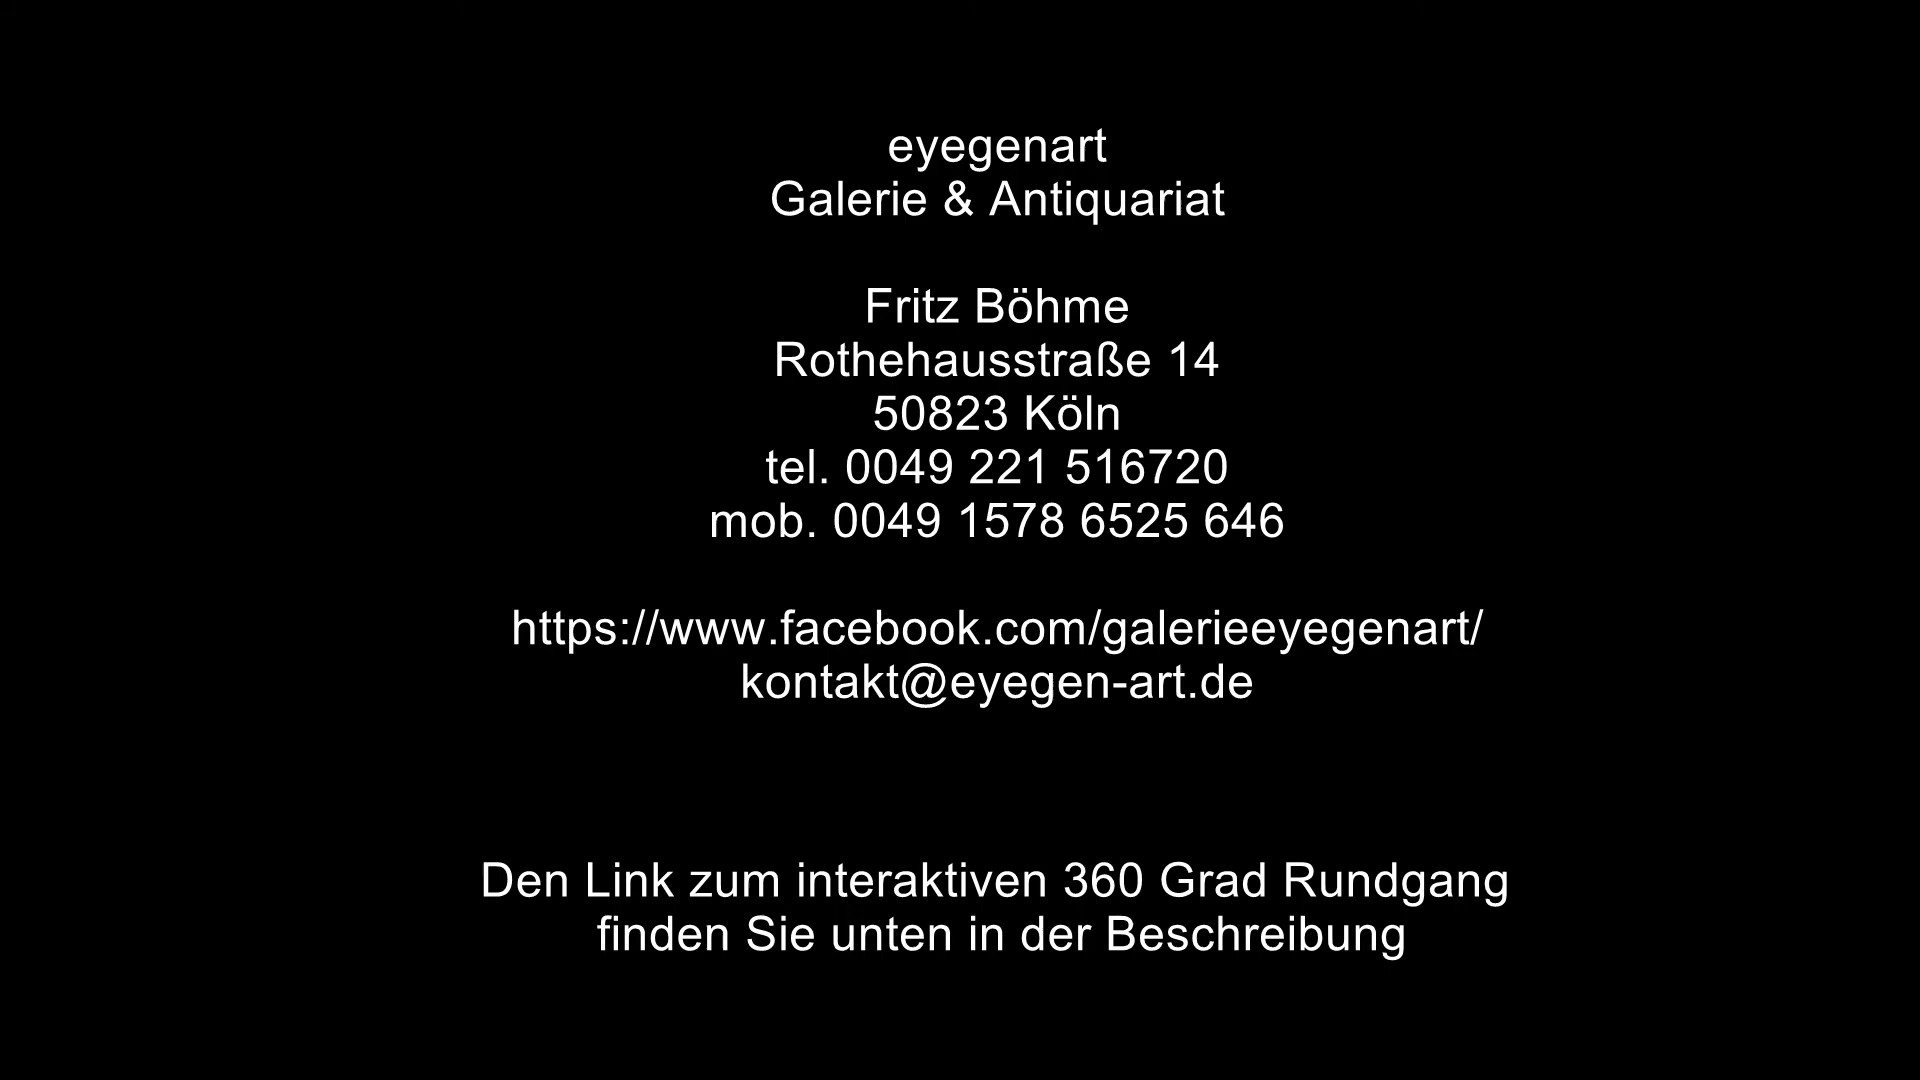 eyegenart
Galerie & Antiquariat
Fritz Böhme
Rothehausstraße 14
50823 Köln
tel. 0049 221 516720
mob. 0049 1578 6525 646
https://www.facebook.com/galerieeyegenart/
kontakt@eyegen-art.de
Den Link zum interaktiven 360 Grad Rundgang
finden Sie unten in der Beschreibung